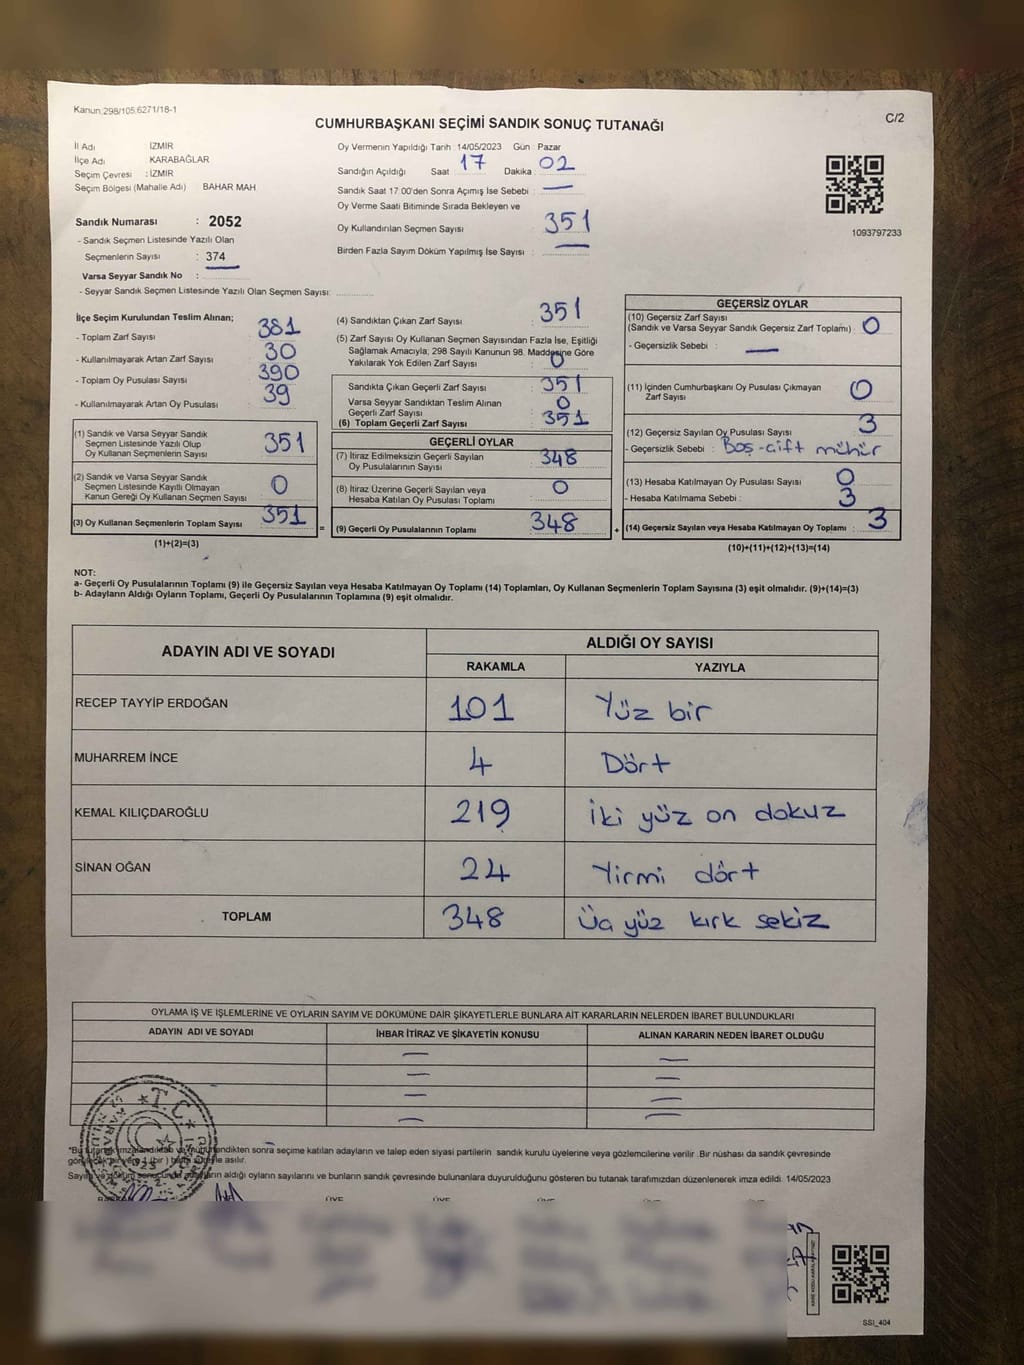 Kanun:298/105,6271/18-1
C/2
CUMHURBAŞKANI SEÇİMİ SANDIK SONUÇ TUTANAĞI
İl Adı İZMİR
İlçe Adı KARABAĞLAR
Seçim Çevresi : İZMİR
Seçim Bölgesi (Mahalle Adı) BAHAR MAH
Sandık Numarası : 2052
- Sandık Seçmen Listesinde Yazılı Olan
Seçmenlerin Sayısı : 374
Varsa Seyyar Sandık No :
- Seyyar Sandık Seçmen Listesinde Yazılı Olan Seçmen Sayısı:
Oy Vermenin Yapıldığı Tarih :14/05/2023 Gün : Pazar
Sandığın Açıldığı Saat 17 Dakika : 02
Sandık Saat 17:00'den Sonra Açılmış İse Sebebi : —
Oy Verme Saati Bitiminde Sırada Bekleyen ve
Oy Kullandırılan Seçmen Sayısı : 351
Birden Fazla Sayım Döküm Yapılmış İse Sayısı : —
1093797233
İlçe Seçim Kurulundan Teslim Alınan;
- Toplam Zarf Sayısı : 381
- Kullanılmayarak Artan Zarf Sayısı : 30
- Toplam Oy Pusulası Sayısı : 390
- Kullanılmayarak Artan Oy Pusulası : 39
(1) Sandık ve Varsa Seyyar Sandık
Seçmen Listesinde Yazılı Olup
Oy Kullanan Seçmenlerin Sayısı : 351
(2) Sandık ve Varsa Seyyar Sandık
Seçmen Listesinde Kayıtlı Olmayan
Kanun Gereği Oy Kullanan Seçmen Sayısı : 0
(3) Oy Kullanan Seçmenlerin Toplam Sayısı : 351 =
(1)+(2)=(3)
(4) Sandıktan Çıkan Zarf Sayısı : 351
(5) Zarf Sayısı Oy Kullanan Seçmen Sayısından Fazla İse, Eşitliği
Sağlamak Amacıyla; 298 Sayılı Kanunun 98. Maddesine Göre
Yakılarak Yok Edilen Zarf Sayısı : 0
Sandıkta Çıkan Geçerli Zarf Sayısı : 351
Varsa Seyyar Sandıktan Teslim Alınan
Geçerli Zarf Sayısı : 0
(6) Toplam Geçerli Zarf Sayısı : 351
GEÇERLİ OYLAR
(7) İtiraz Edilmeksizin Geçerli Sayılan
Oy Pusulalarının Sayısı : 348
(8) İtiraz Üzerine Geçerli Sayılan veya
Hesaba Katılan Oy Pusulası Toplamı : 0
(9) Geçerli Oy Pusulalarının Toplamı : 348 +
GEÇERSİZ OYLAR
(10) Geçersiz Zarf Sayısı
(Sandık ve Varsa Seyyar Sandık Geçersiz Zarf Toplamı) : 0
- Geçersizlik Sebebi : —
(11) İçinden Cumhurbaşkanı Oy Pusulası Çıkmayan
Zarf Sayısı : 0
(12) Geçersiz Sayılan Oy Pusulası Sayısı : 3
- Geçersizlik Sebebi : Boş-çift mühür
(13) Hesaba Katılmayan Oy Pusulası Sayısı : 0
- Hesaba Katılmama Sebebi : 3
(14) Geçersiz Sayılan veya Hesaba Katılmayan Oy Toplamı : 3
(10)+(11)+(12)+(13)=(14)
NOT:
a- Geçerli Oy Pusulalarının Toplamı (9) ile Geçersiz Sayılan veya Hesaba Katılmayan Oy Toplamı (14) Toplamları, Oy Kullanan Seçmenlerin Toplam Sayısına (3) eşit olmalıdır. (9)+(14)=(3)
b- Adayların Aldığı Oyların Toplamı, Geçerli Oy Pusulalarının Toplamına (9) eşit olmalıdır.
ADAYIN ADI VE SOYADI ALDIĞI OY SAYISI
RAKAMLA YAZIYLA
RECEP TAYYİP ERDOĞAN 101 Yüz bir
MUHARREM İNCE 4 Dört
KEMAL KILIÇDAROĞLU 219 iki yüz on dokuz
SİNAN OĞAN 24 Yirmi dört
TOPLAM 348 Üç yüz kırk sekiz
OYLAMA İŞ VE İŞLEMLERİNE VE OYLARIN SAYIM VE DÖKÜMÜNE DAİR ŞİKAYETLERLE BUNLARA AİT KARARLARIN NELERDEN İBARET BULUNDUKLARI
ADAYIN ADI VE SOYADI İHBAR İTİRAZ VE ŞİKAYETİN KONUSU ALINAN KARARIN NEDEN İBARET OLDUĞU
T.C
sonra seçime katılan adayların ve talep eden siyasi partilerin sandık kurulu üyelerine veya gözlemcilerine verilir. Bir nüshası da sandık çevresinde
asılır.
aldığı oyların sayılarını ve bunların sandık çevresinde bulunanlara duyurulduğunu gösteren bu tutanak tarafımızdan düzenlenerek imza edildi. 14/05/2023
SSI_404